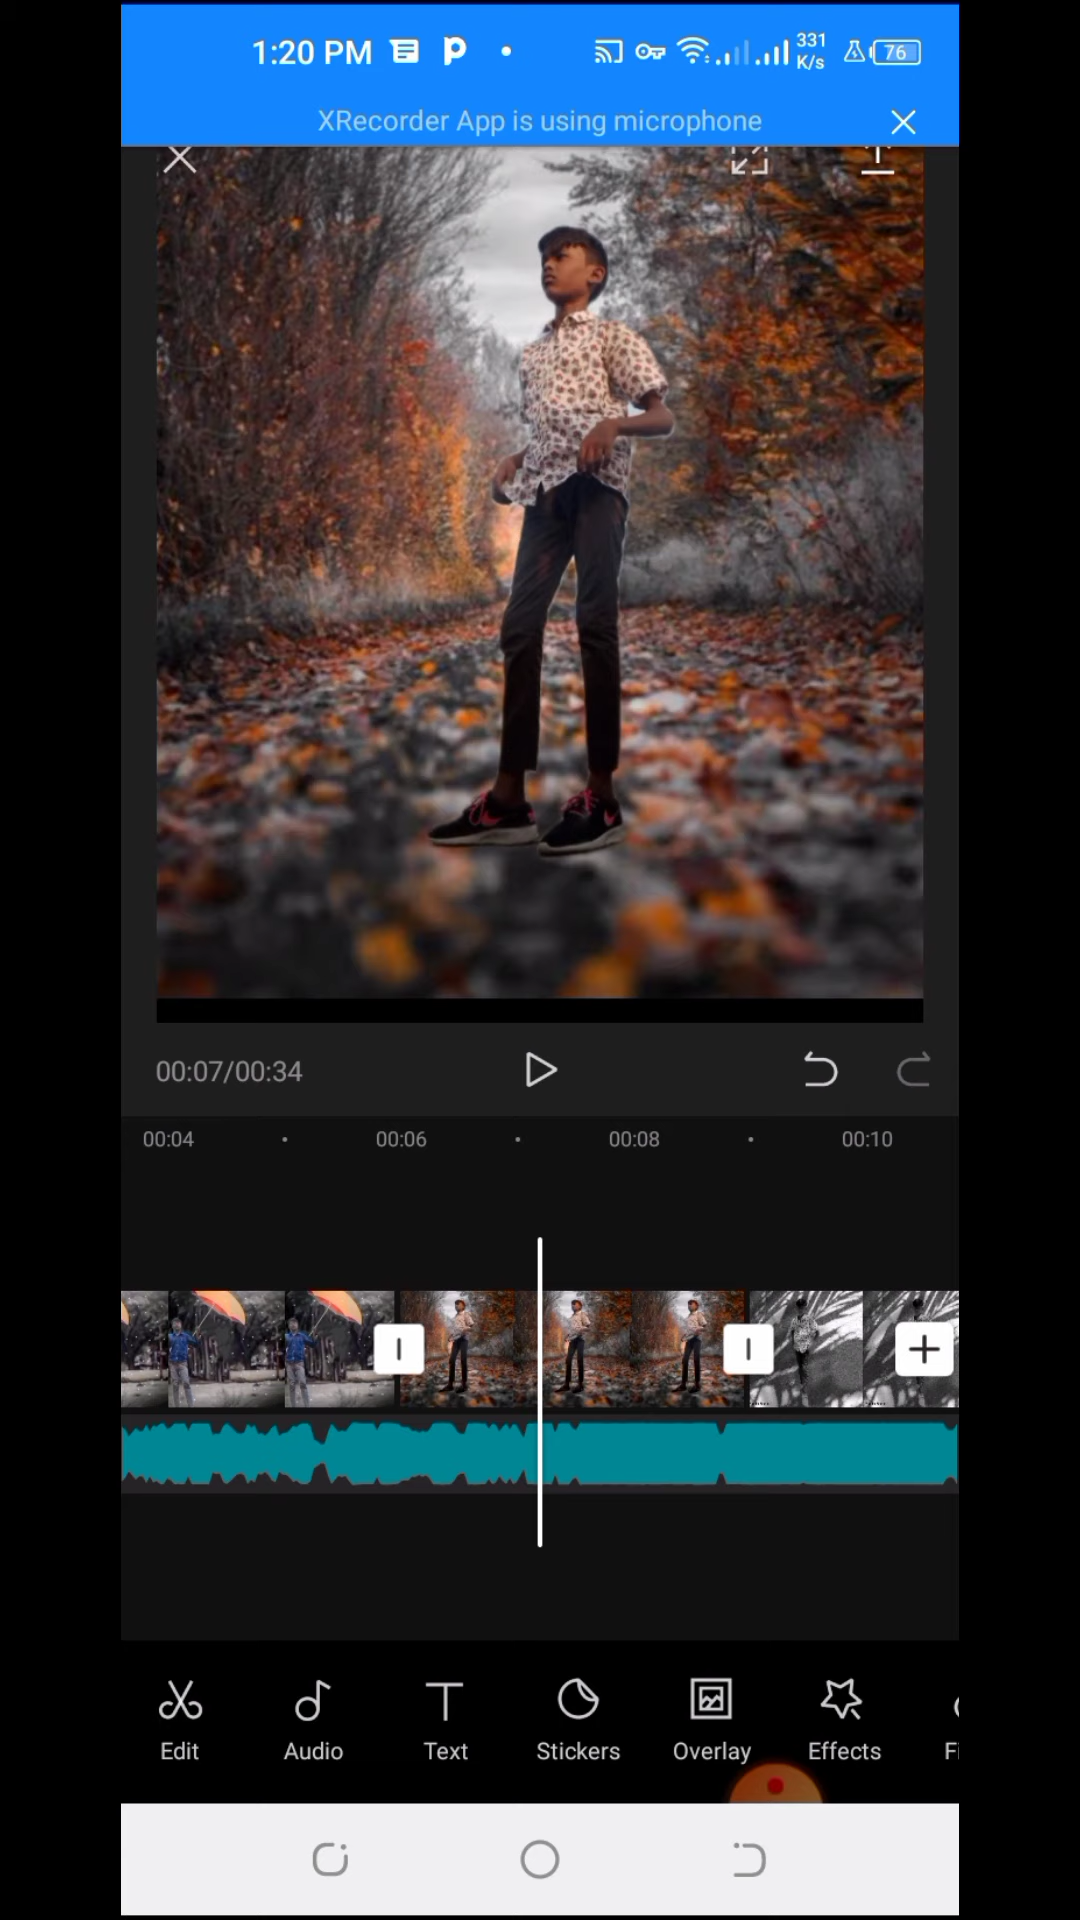 1:20 PM
331
K/s
76
XRecorder App is using microphone
00:07/00:34
00:04
00:06
00:08
00:10
Edit
Audio
Text
Stickers
Overlay
Effects
Fi